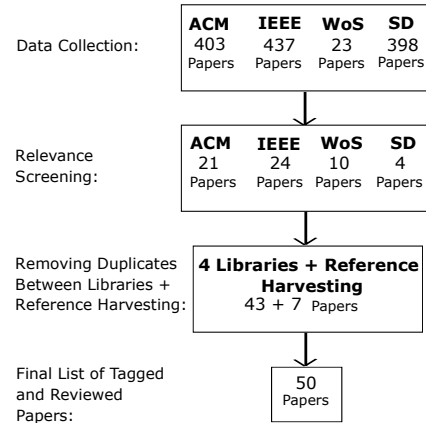 Data Collection:
ACM IEEE WoS SD
403 437 23 398
Papers Papers Papers Papers
Relevance
Screening:
ACM IEEE WoS SD
21 24 10 4
Papers Papers Papers Papers
Removing Duplicates
Between Libraries +
Reference Harvesting:
4 Libraries + Reference
Harvesting
43 + 7 Papers
Final List of Tagged
and Reviewed
Papers:
50
Papers